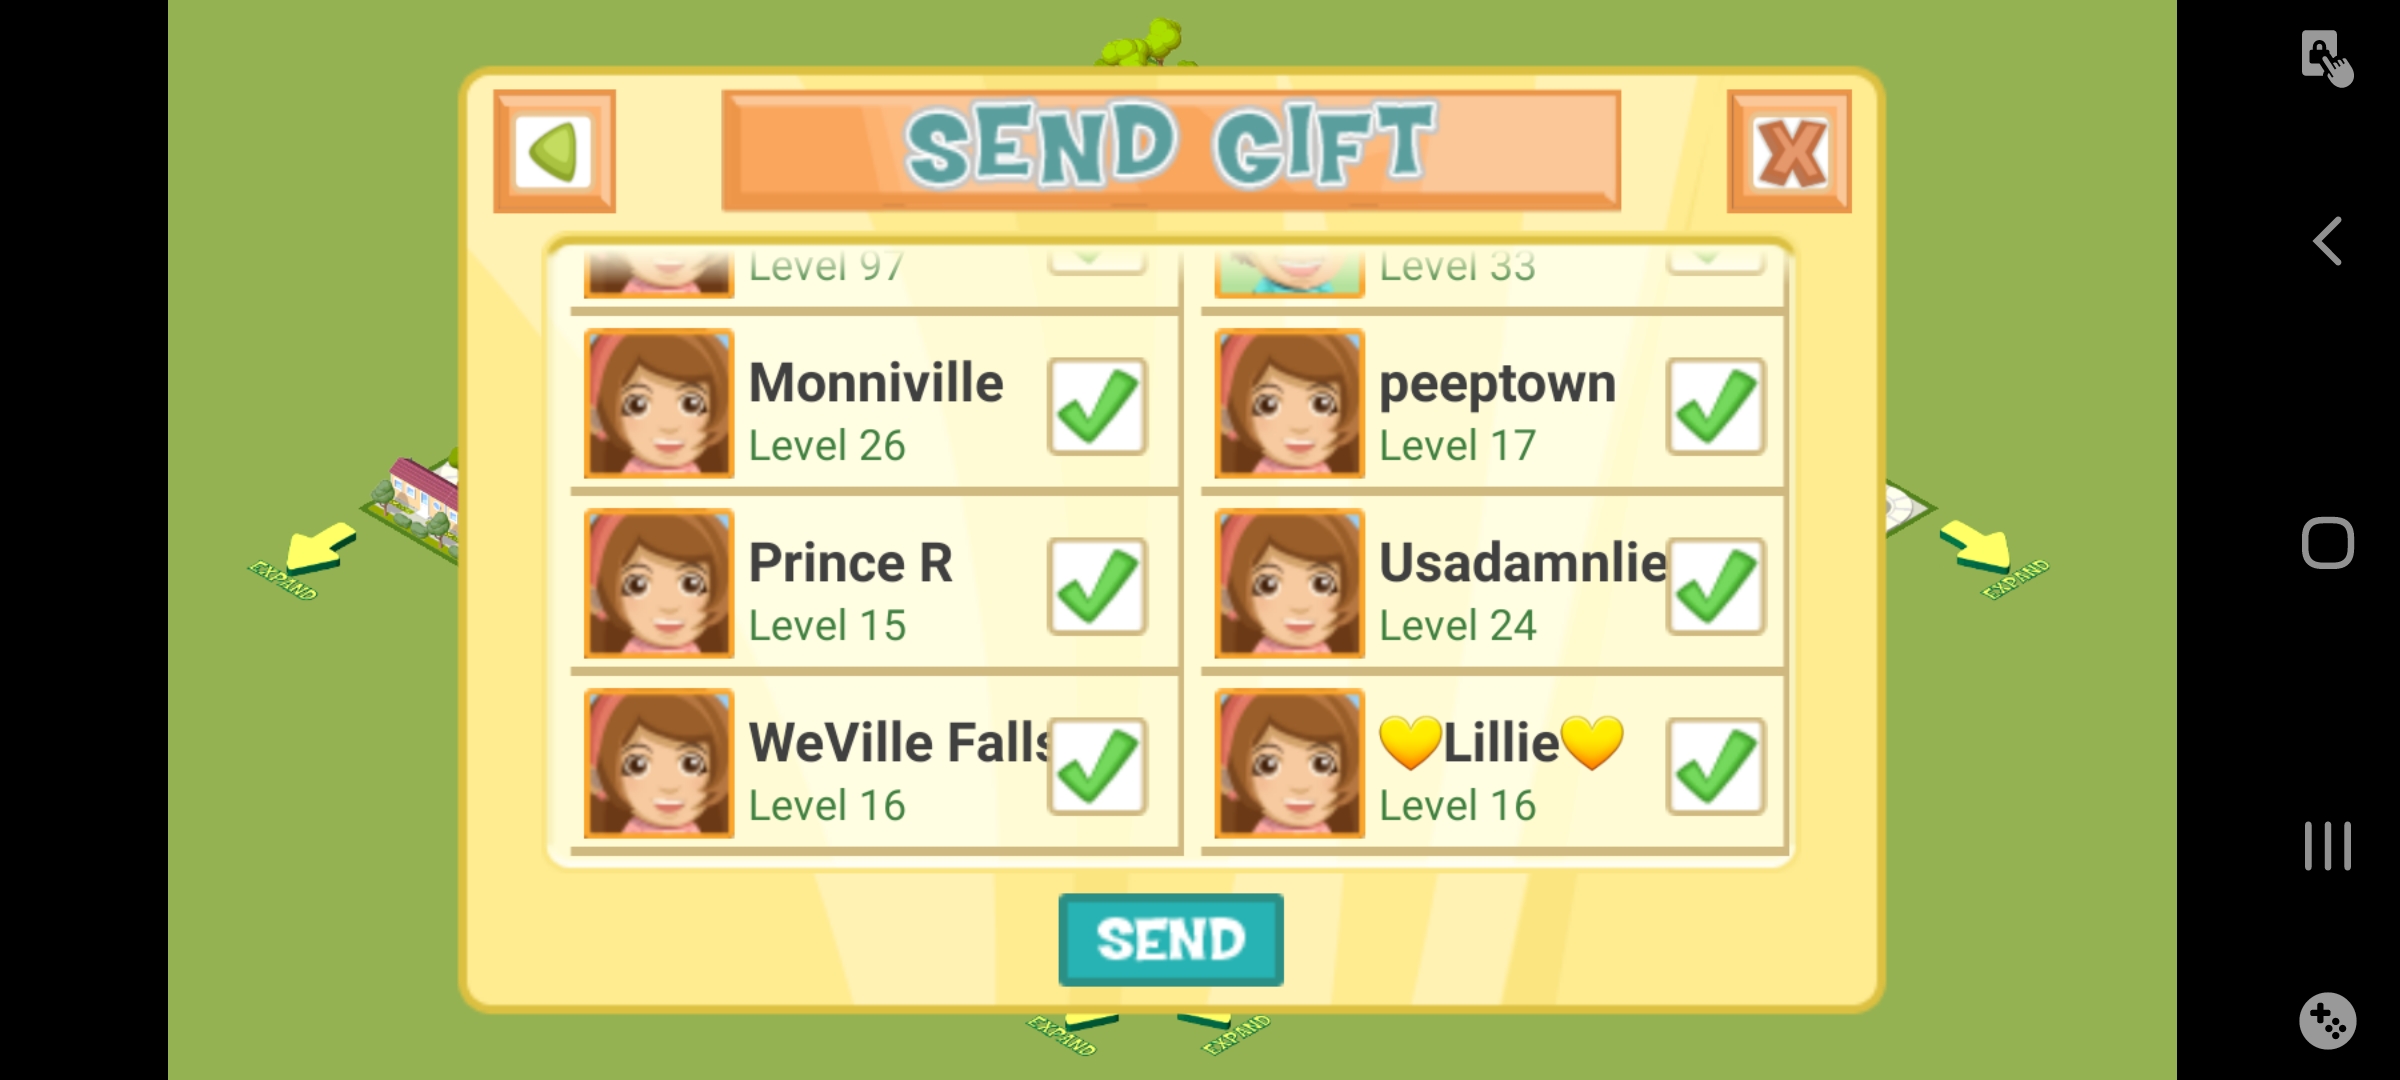 SEND GIFT
Level 97
Level 33
Monniville
Level 26
peeptown
Level 17
Prince R
Level 15
Usadamnlie
Level 24
WeVille Falls
Level 16
💛Lillie💛
Level 16
EXPAND
EXPAND
SEND
EXPAND
EXPAND